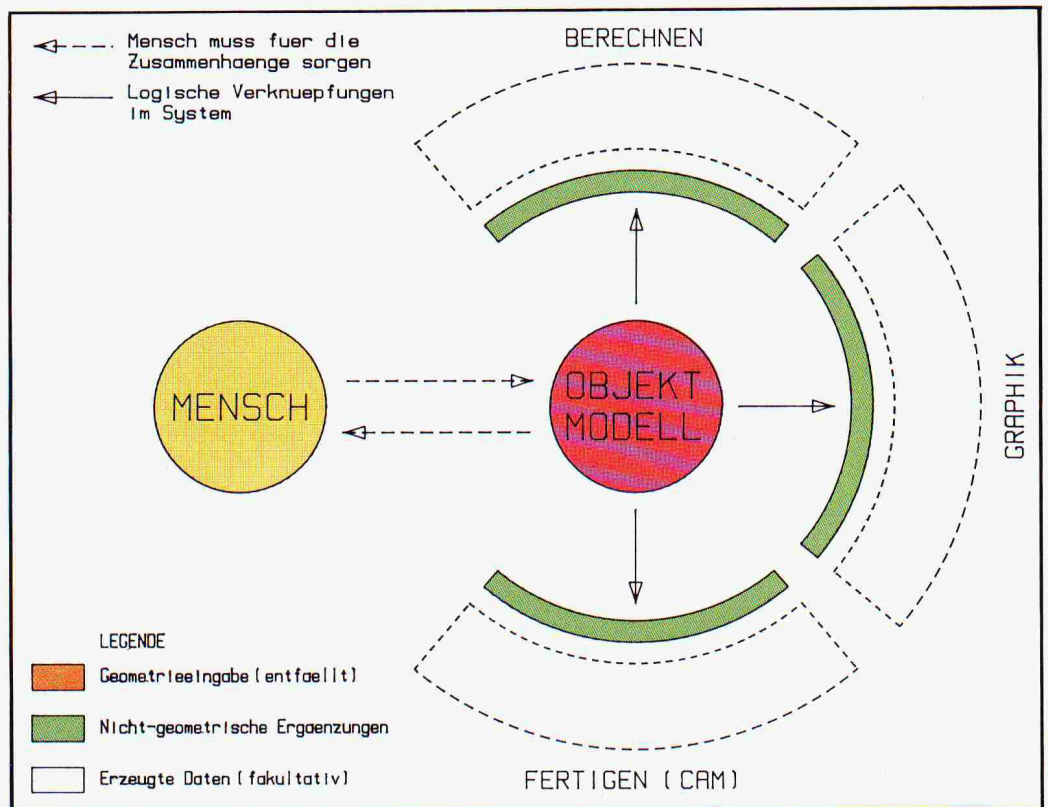 Mensch muss fuer die
Zusammenhaenge sorgen
Logische Verknuepfungen
im System
BERECHNEN
GRAPHIK
MENSCH
OBJEKT
MODELL
LEGENDE
Geometrieeingabe (entfaellt)
Nicht-geometrische Ergaenzungen
Erzeugte Daten (fakultativ)
FERTIGEN (CAM)